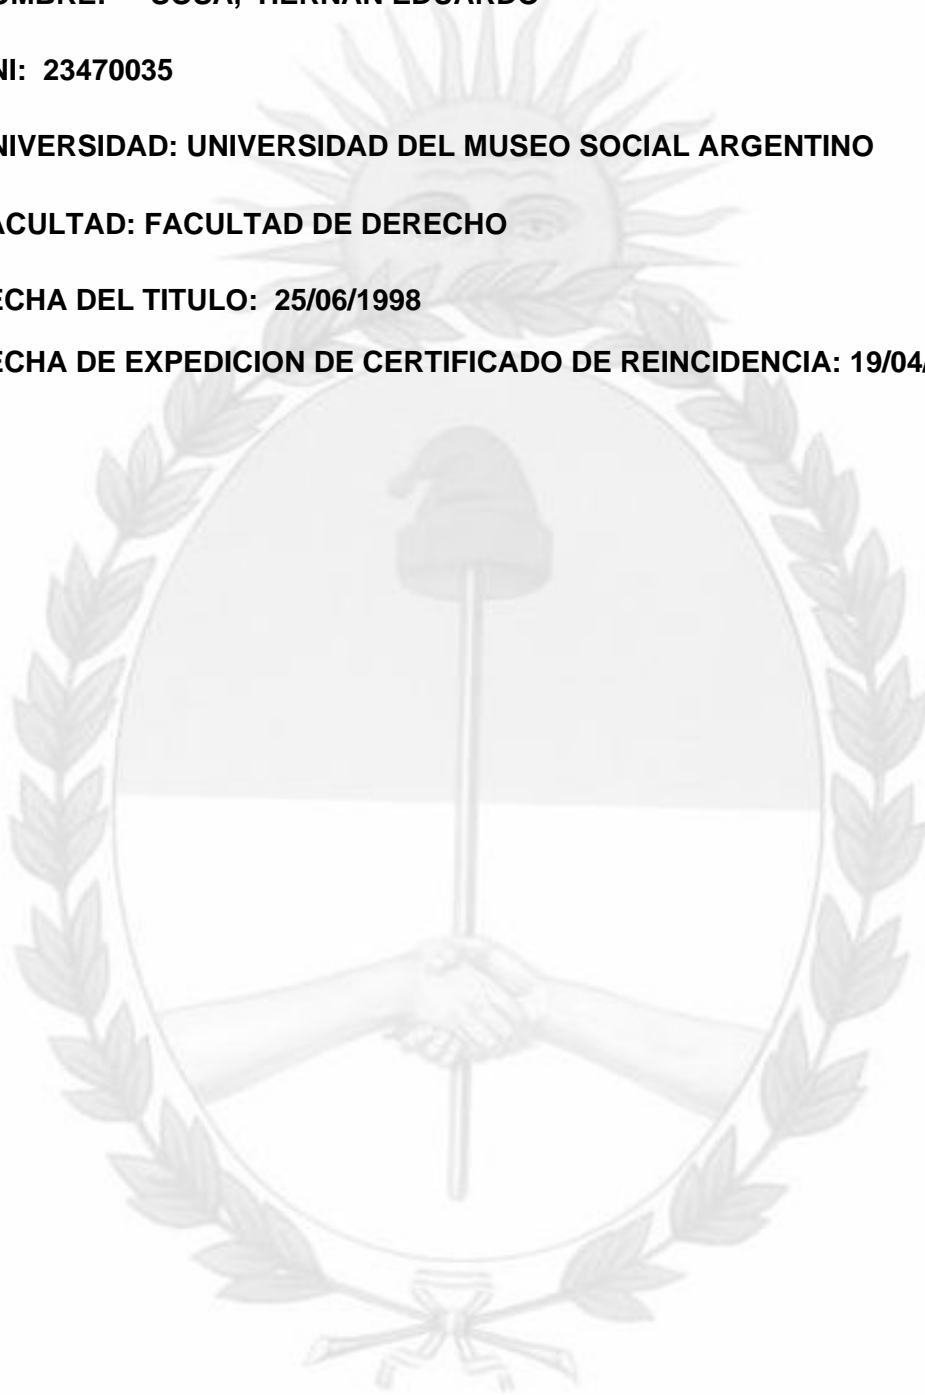 OMBRE: SOSA, HERNAN EDUARDO
NI: 23470035
NIVERSIDAD: UNIVERSIDAD DEL MUSEO SOCIAL ARGENTINO
ACULTAD: FACULTAD DE DERECHO
ECHA DEL TITULO: 25/06/1998
ECHA DE EXPEDICION DE CERTIFICADO DE REINCIDENCIA: 19/04/